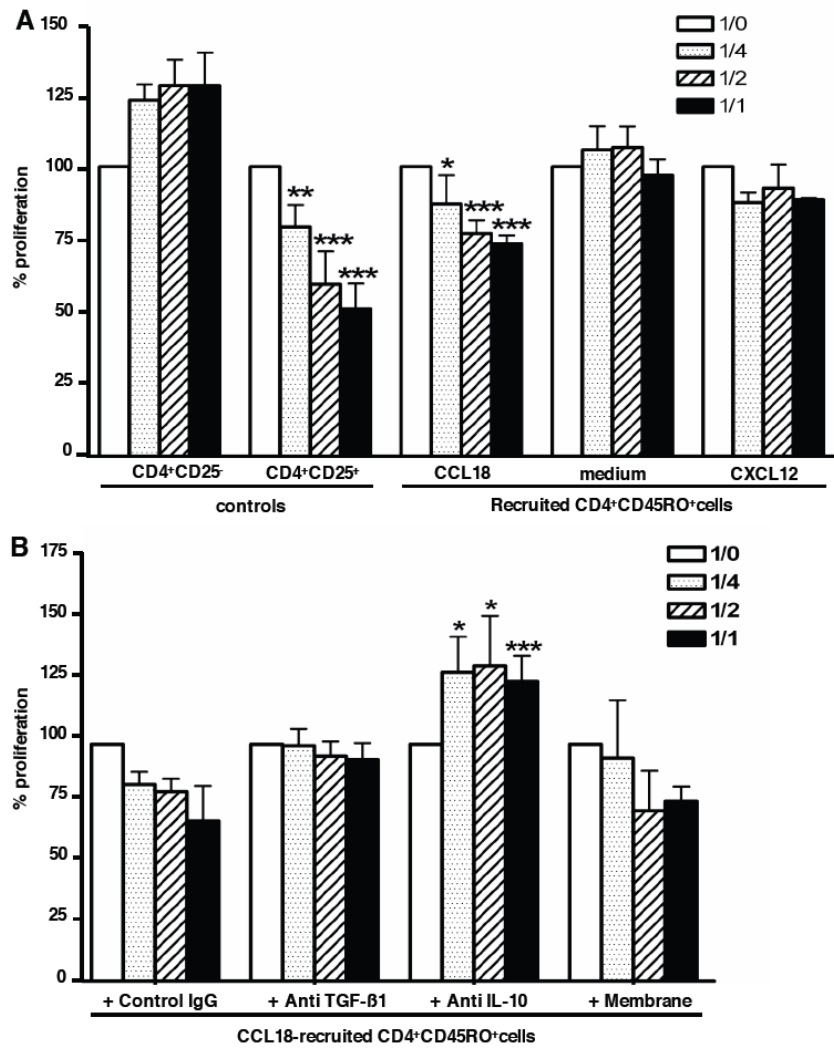 A
150
125
100
75
50
25
0
% proliferation
1/0
1/4
1/2
1/1
** *** ***
* *** ***
CD4+CD25- CD4+CD25+ CCL18 medium CXCL12
controls Recruited CD4+CD45RO+cells
B
175
150
125
100
75
50
25
0
% proliferation
1/0
1/4
1/2
1/1
* * ***
+ Control IgG + Anti TGF-ß1 + Anti IL-10 + Membrane
CCL18-recruited CD4+CD45RO+cells